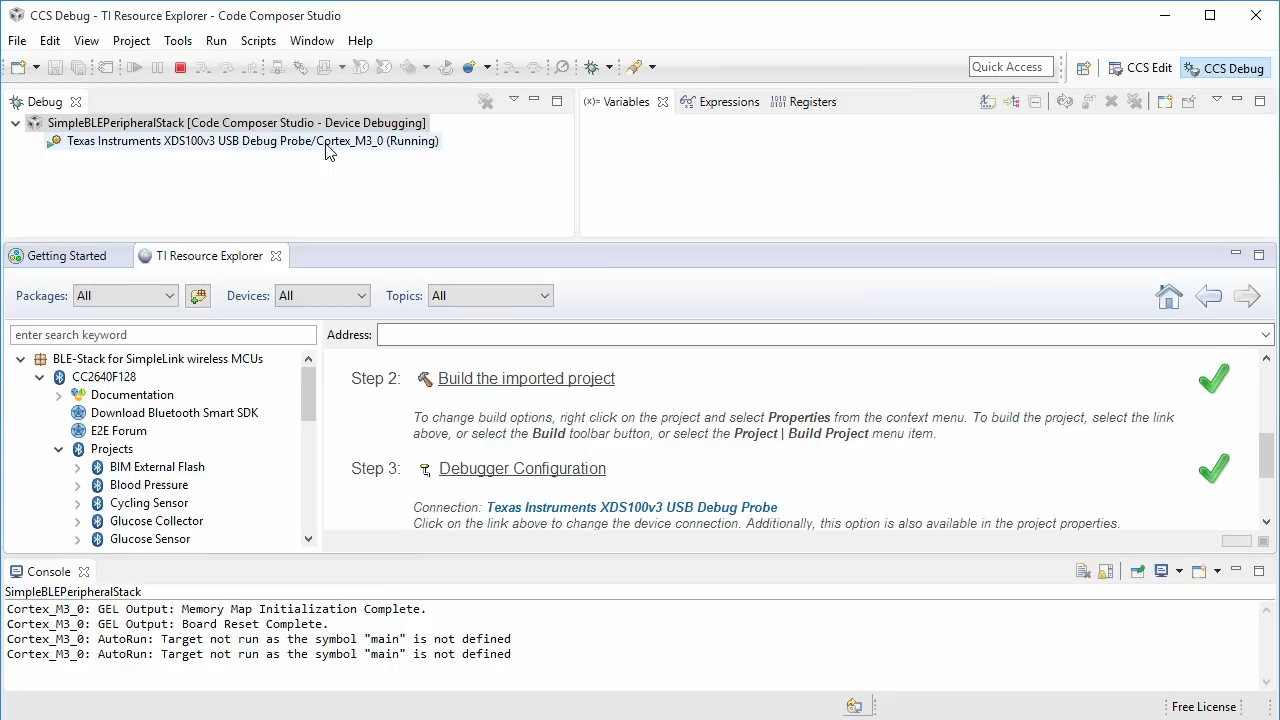 CCS Debug - TI Resource Explorer - Code Composer Studio
File Edit View Project Tools Run Scripts Window Help
Quick Access CCS Edit CCS Debug
Debug
SimpleBLEPeripheralStack [Code Composer Studio - Device Debugging]
Texas Instruments XDS100v3 USB Debug Probe/Cortex_M3_0 (Running)
(x)= Variables Expressions Registers
Getting Started TI Resource Explorer
Packages: All Devices: All Topics: All
enter search keyword
BLE-Stack for SimpleLink wireless MCUs
CC2640F128
Documentation
Download Bluetooth Smart SDK
E2E Forum
Projects
BIM External Flash
Blood Pressure
Cycling Sensor
Glucose Collector
Glucose Sensor
Address:
Step 2: Build the imported project
To change build options, right click on the project and select Properties from the context menu. To build the project, select the link
above, or select the Build toolbar button, or select the Project | Build Project menu item.
Step 3: Debugger Configuration
Connection: Texas Instruments XDS100v3 USB Debug Probe
Click on the link above to change the device connection. Additionally, this option is also available in the project properties.
Console
SimpleBLEPeripheralStack
Cortex_M3_0: GEL Output: Memory Map Initialization Complete.
Cortex_M3_0: GEL Output: Board Reset Complete.
Cortex_M3_0: AutoRun: Target not run as the symbol "main" is not defined
Cortex_M3_0: AutoRun: Target not run as the symbol "main" is not defined
Free License